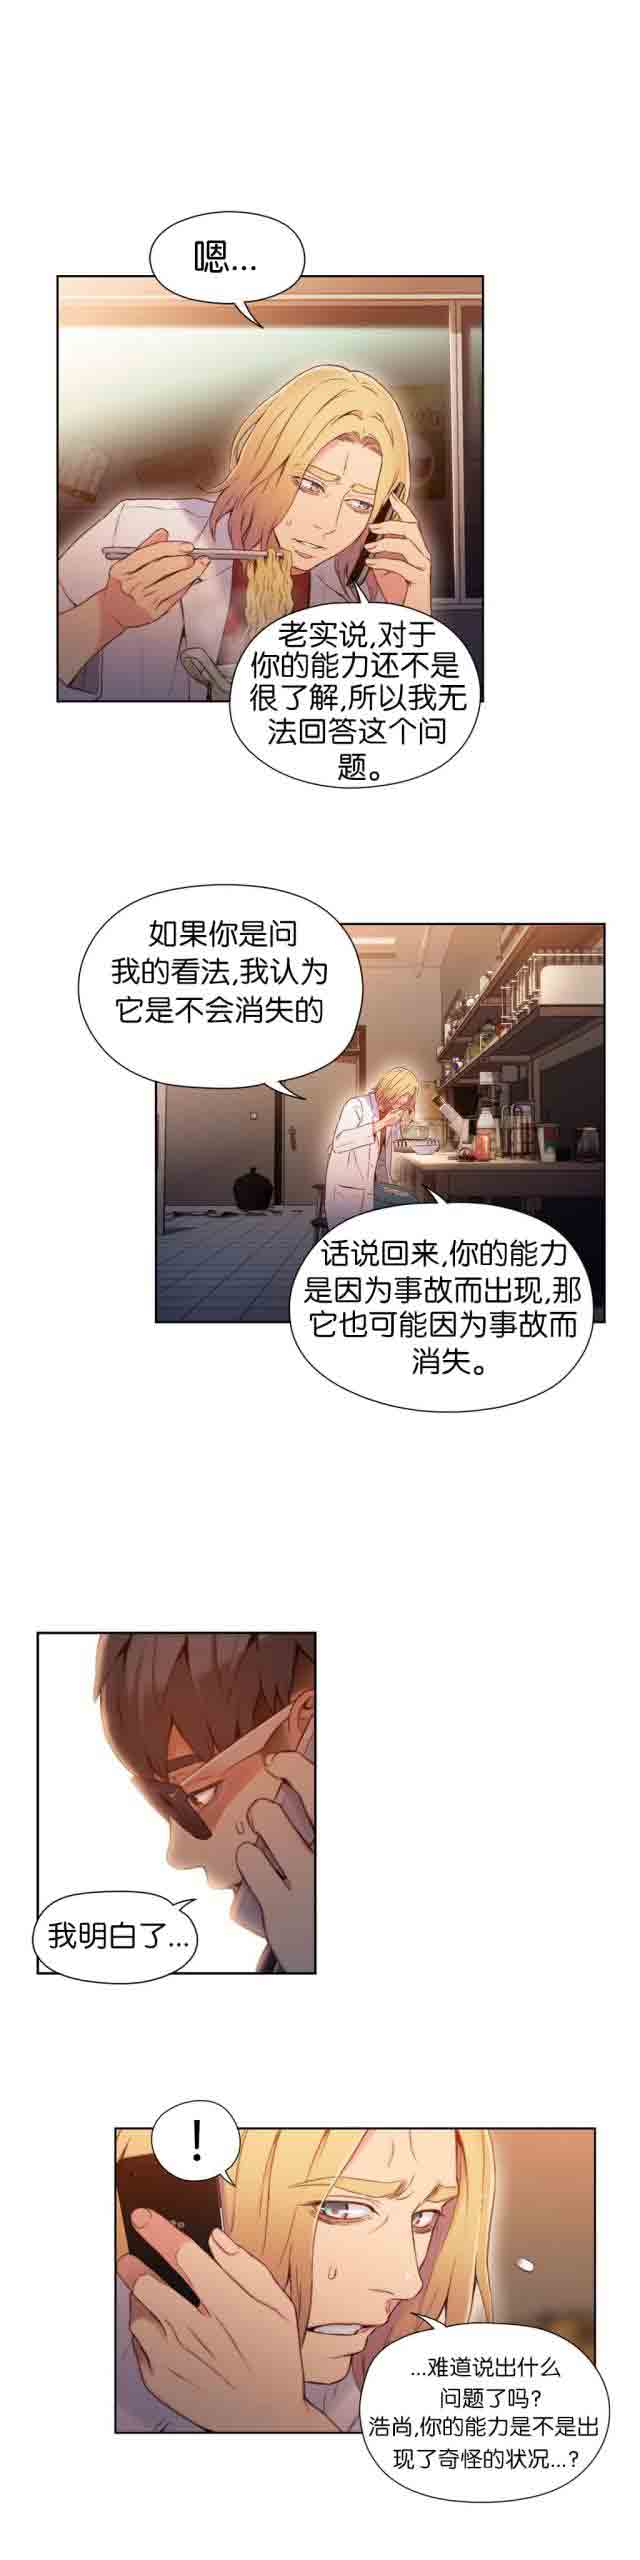 嗯...
老实说,对于
你的能力还不是
很了解,所以我无
法回答这个问
题。
如果你是问
我的看法,我认为
它是不会消失的
话说回来,你的能力
是因为事故而出现,那
它也可能因为事故而
消失。
我明白了...
!
...难道说出什么
问题了吗?
浩尚,你的能力是不是出
现了奇怪的状况...?